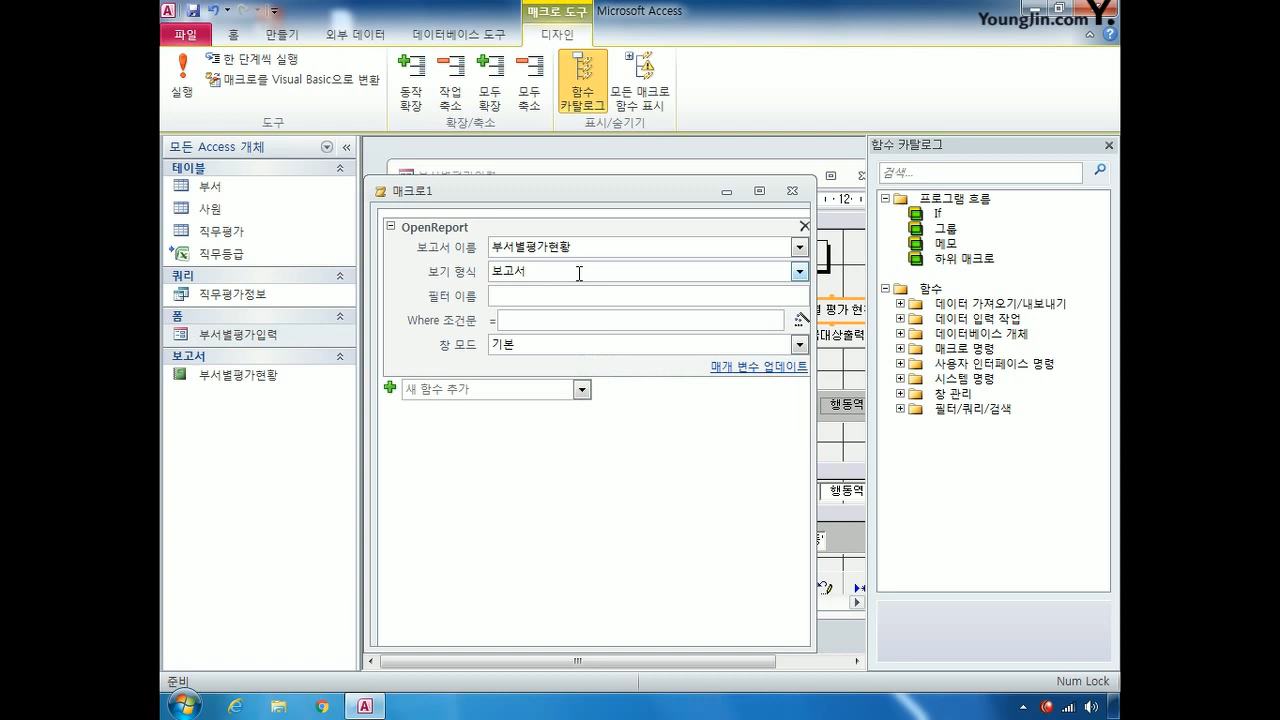 매크로 도구
Microsoft Access
YoungJin.com Y.
파일
홈
만들기
외부 데이터
데이터베이스 도구
디자인
실행
한 단계씩 실행
매크로를 Visual Basic으로 변환
동작 확장
작업 축소
모두 확장
모두 축소
함수 카탈로그
모든 매크로 함수 표시
도구
확장/축소
표시/숨기기
모든 Access 개체
테이블
부서
사원
직무평가
직무등급
쿼리
직무평가정보
폼
부서별평가입력
보고서
부서별평가현황
매크로1
OpenReport
보고서 이름
부서별평가현황
보기 형식
보고서
필터 이름
Where 조건문
=
창 모드
기본
매개 변수 업데이트
새 함수 추가
12
행동역
행동역
함수 카탈로그
검색...
프로그램 흐름
If
그룹
메모
하위 매크로
함수
데이터 가져오기/내보내기
데이터 입력 작업
데이터베이스 개체
매크로 명령
사용자 인터페이스 명령
시스템 명령
창 관리
필터/쿼리/검색
준비
Num Lock